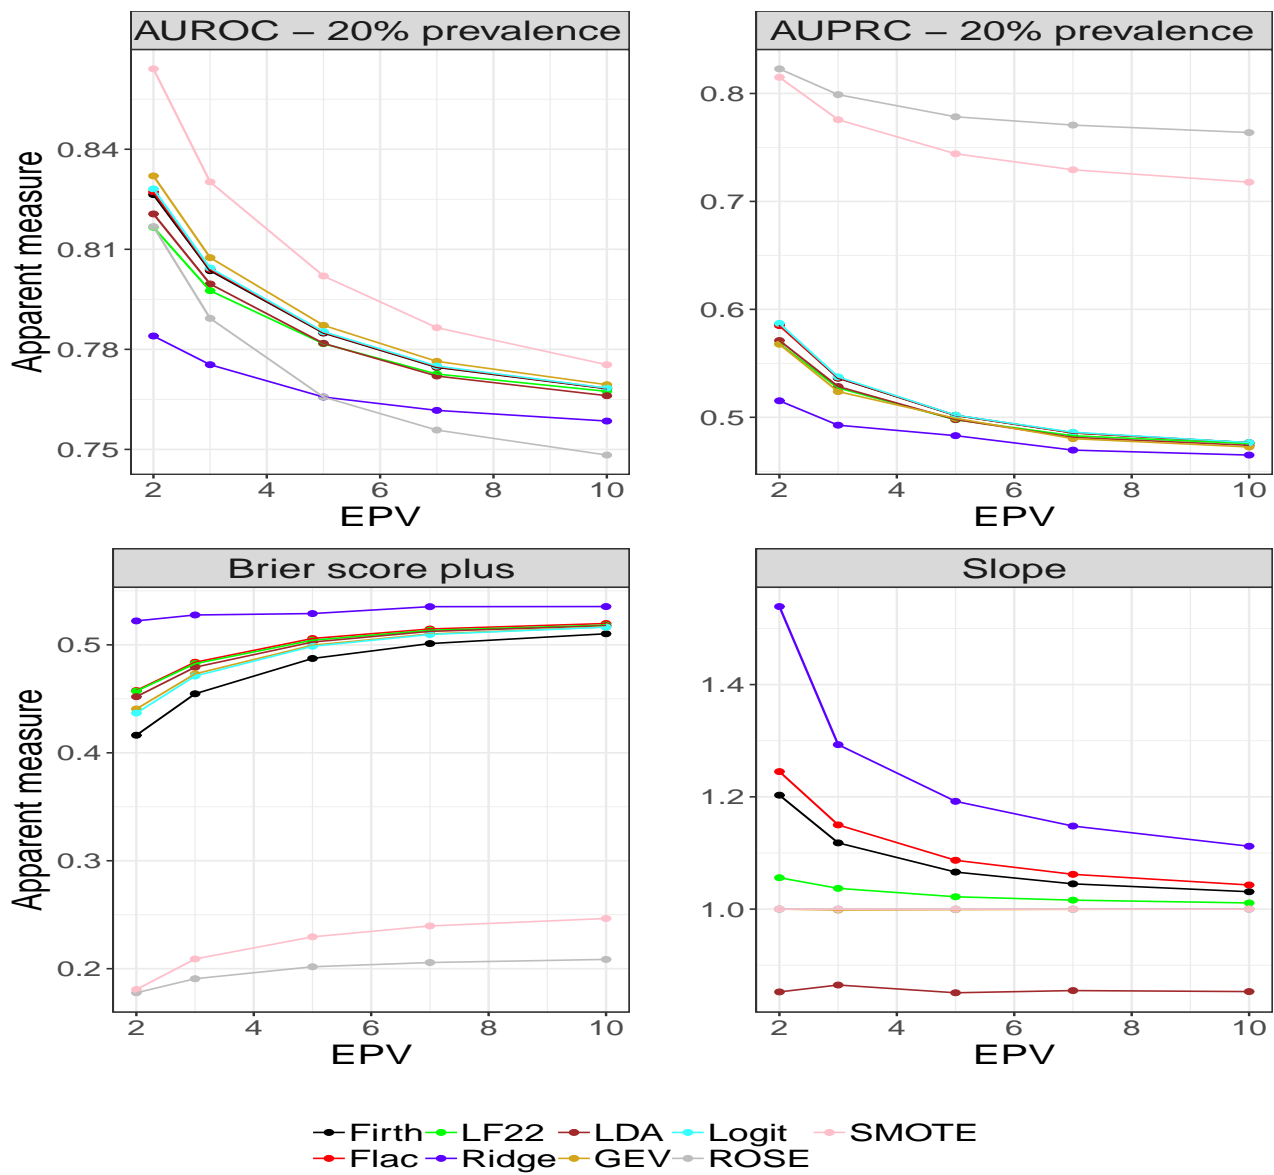 AUROC – 20% prevalence
AUPRC – 20% prevalence
Apparent measure
0.84
0.81
0.78
0.75
2 4 6 8 10
EPV
0.8
0.7
0.6
0.5
2 4 6 8 10
EPV
Brier score plus
Slope
Apparent measure
0.5
0.4
0.3
0.2
2 4 6 8 10
EPV
1.4
1.2
1.0
2 4 6 8 10
EPV
Firth LF22 LDA Logit SMOTE
Flac Ridge GEV ROSE